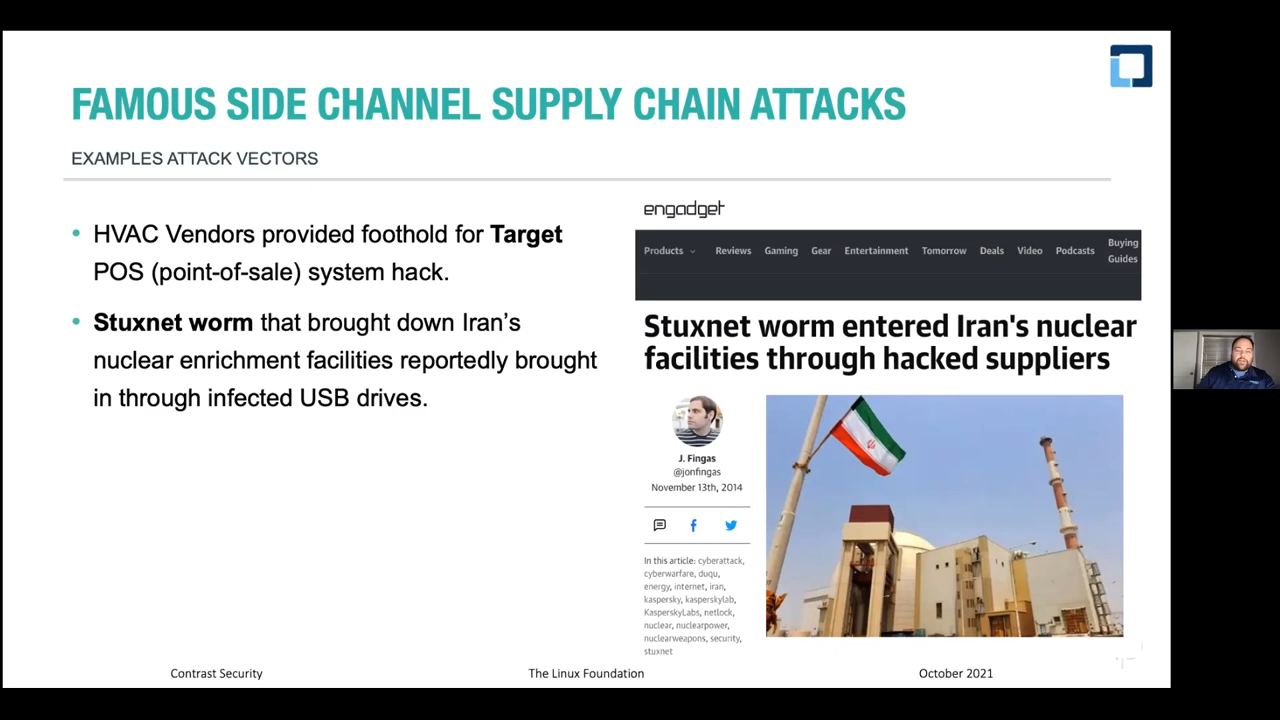 FAMOUS SIDE CHANNEL SUPPLY CHAIN ATTACKS
EXAMPLES ATTACK VECTORS
• HVAC Vendors provided foothold for Target
POS (point-of-sale) system hack.
• Stuxnet worm that brought down Iran's
nuclear enrichment facilities reportedly brought
in through infected USB drives.
engadget
Products Reviews Gaming Gear Entertainment Tomorrow Deals Video Podcasts Buying
Guides
Stuxnet worm entered Iran's nuclear
facilities through hacked suppliers
J. Fingas
@jonfingas
November 13th, 2014
In this article: cyberattack,
cyberwarfare, duqu,
energy, internet, iran,
kaspersky, kasperskylab,
KasperskyLabs, netlock,
nuclear, nuclearpower,
nuclearweapons, security,
stuxnet
Contrast Security The Linux Foundation October 2021